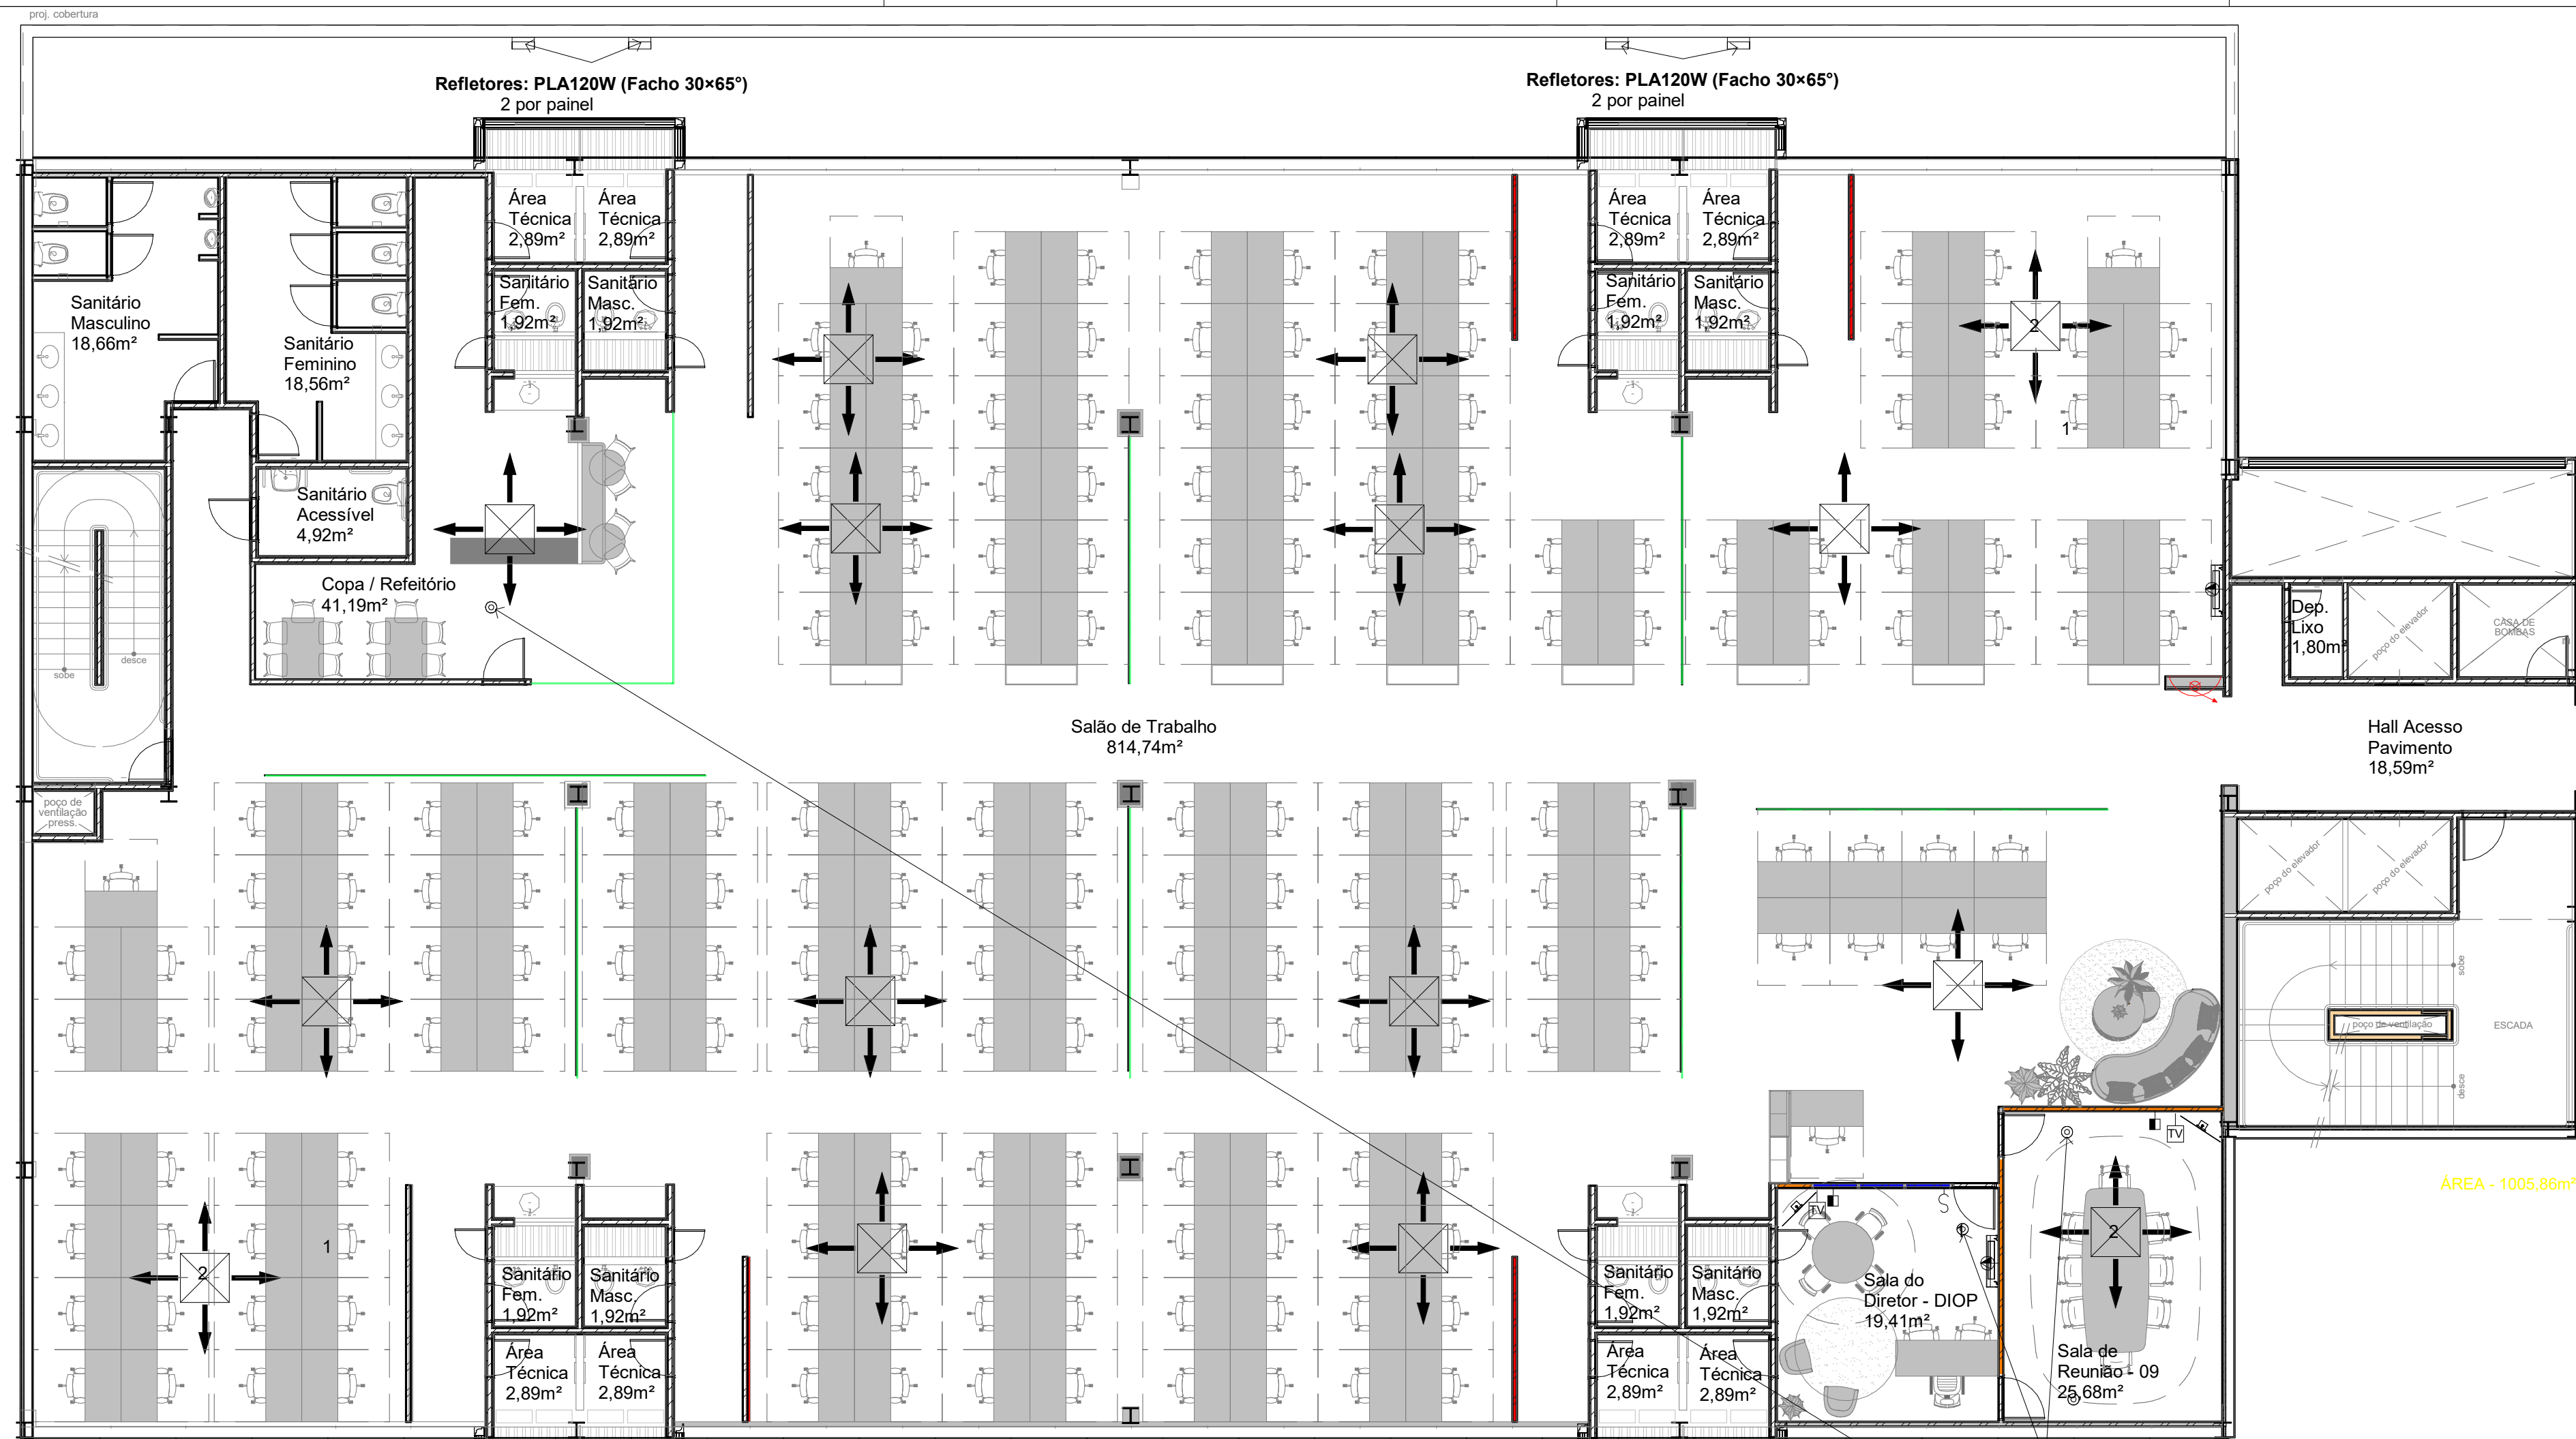 proj. cobertura
Refletores: PLA120W (Facho 30×65°)
2 por painel
Refletores: PLA120W (Facho 30×65°)
2 por painel
Área
Técnica
2,89m²
Área
Técnica
2,89m²
Área
Técnica
2,89m²
Área
Técnica
2,89m²
Sanitário
Fem.
1,92m²
Sanitário
Masc.
1,92m²
Sanitário
Fem.
1,92m²
Sanitário
Masc.
1,92m²
Sanitário
Masculino
18,66m²
Sanitário
Feminino
18,56m²
2
1
Sanitário
Acessível
4,92m²
Copa / Refeitório
41,19m²
desce
sobe
Dep.
Lixo
1,80m²
poço do elevador
CASA DE
BOMBAS
Salão de Trabalho
814,74m²
Hall Acesso
Pavimento
18,59m²
poço de
ventilação
press.
poço do elevador
poço do elevador
sobe
poço de ventilação
ESCADA
desce
TV
ÁREA - 1005,86m²
TV
1
2
2
Sanitário
Fem.
1,92m²
Sanitário
Masc.
1,92m²
Sanitário
Fem.
1,92m²
Sanitário
Masc.
1,92m²
Sala do
Diretor - DIOP
19,41m²
Área
Técnica
2,89m²
Área
Técnica
2,89m²
Área
Técnica
2,89m²
Área
Técnica
2,89m²
Sala de
Reunião - 09
25,68m²